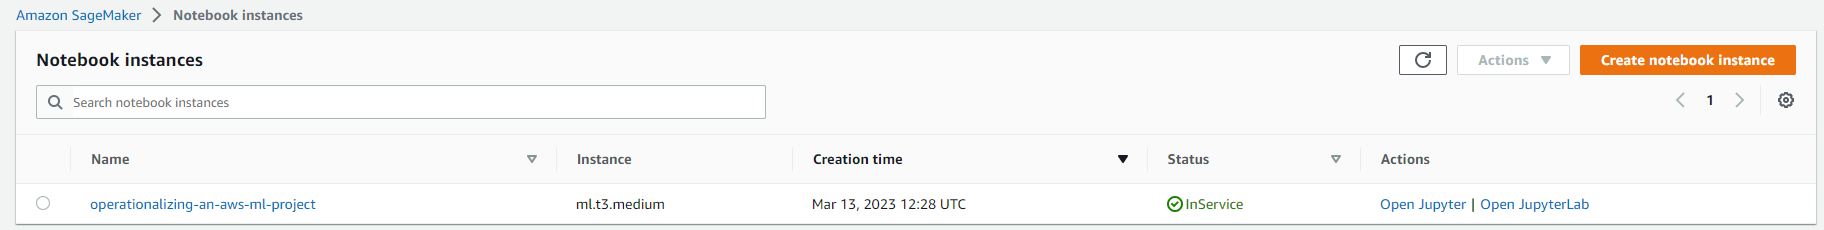 Amazon SageMaker > Notebook instances
Notebook instances Actions Create notebook instance
Search notebook instances 1
Name Instance Creation time Status Actions
operationalizing-an-aws-ml-project ml.t3.medium Mar 13, 2023 12:28 UTC InService Open Jupyter | Open JupyterLab